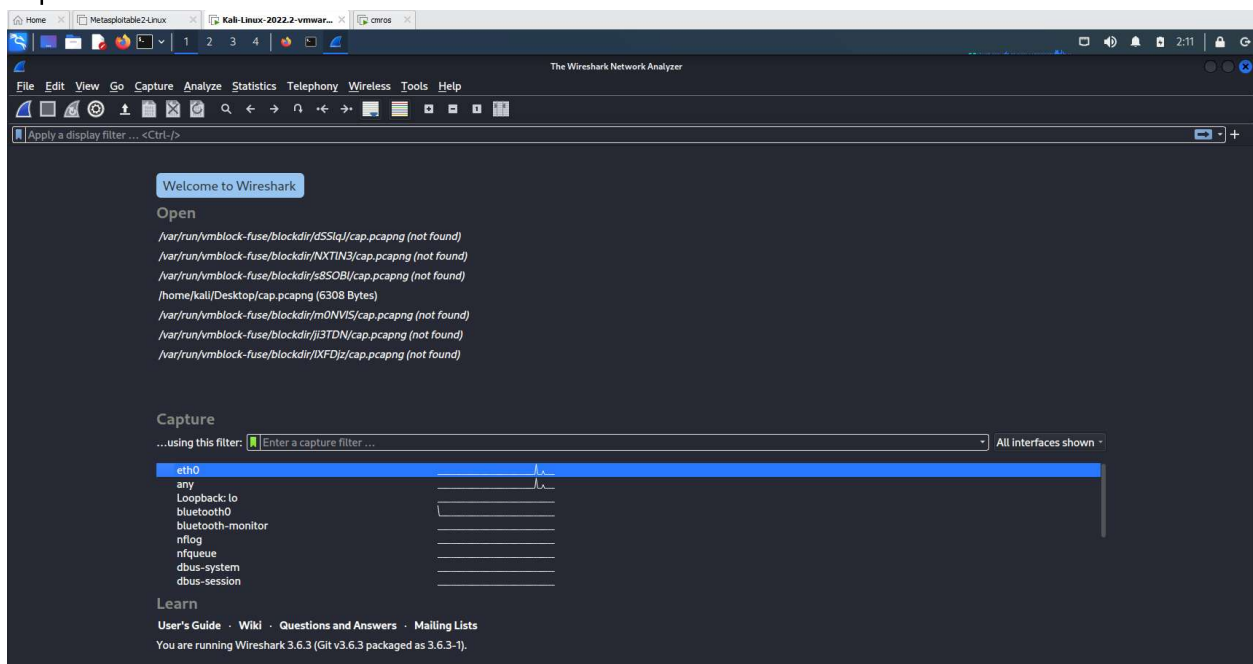 Home Metasploitable2-Linux Kali-Linux-2022.2-vmwar... cmros
1 2 3 4 2:11
The Wireshark Network Analyzer
File Edit View Go Capture Analyze Statistics Telephony Wireless Tools Help
Apply a display filter ... <Ctrl-/>
Welcome to Wireshark
Open
/var/run/vmblock-fuse/blockdir/dSSlqJ/cap.pcapng (not found)
/var/run/vmblock-fuse/blockdir/NXTlN3/cap.pcapng (not found)
/var/run/vmblock-fuse/blockdir/s8SOBl/cap.pcapng (not found)
/home/kali/Desktop/cap.pcapng (6308 Bytes)
/var/run/vmblock-fuse/blockdir/m0NVIS/cap.pcapng (not found)
/var/run/vmblock-fuse/blockdir/ji3TDN/cap.pcapng (not found)
/var/run/vmblock-fuse/blockdir/lXFDjz/cap.pcapng (not found)
Capture
...using this filter: Enter a capture filter ... All interfaces shown
eth0
any
Loopback: lo
bluetooth0
bluetooth-monitor
nflog
nfqueue
dbus-system
dbus-session
Learn
User's Guide · Wiki · Questions and Answers · Mailing Lists
You are running Wireshark 3.6.3 (Git v3.6.3 packaged as 3.6.3-1).